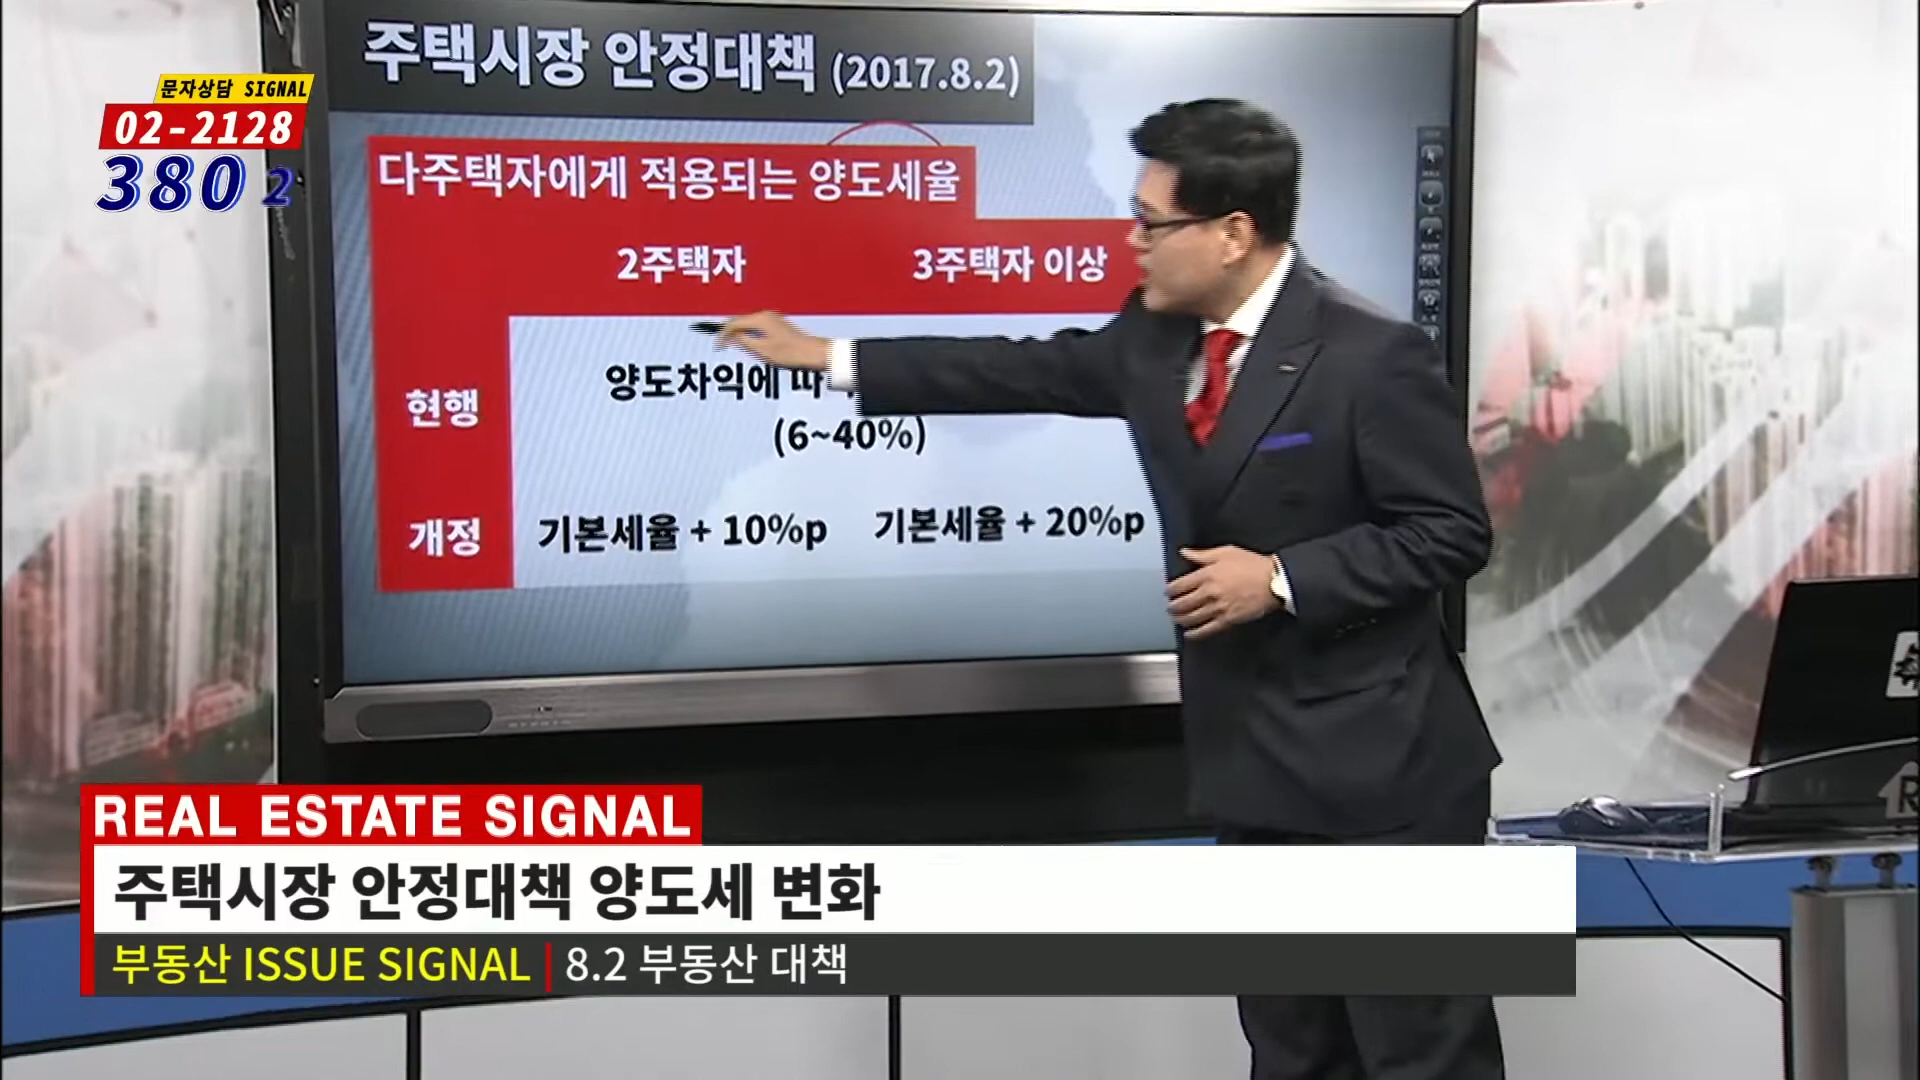 주택시장 안정대책 (2017.8.2)
문자상담 SIGNAL
02-2128
380 2
다주택자에게 적용되는 양도세율
2주택자 3주택자 이상
현행
양도차익에
(6~40%)
개정 기본세율 + 10%p 기본세율 + 20%p
REAL ESTATE SIGNAL
주택시장 안정대책 양도세 변화
부동산 ISSUE SIGNAL 8.2 부동산 대책